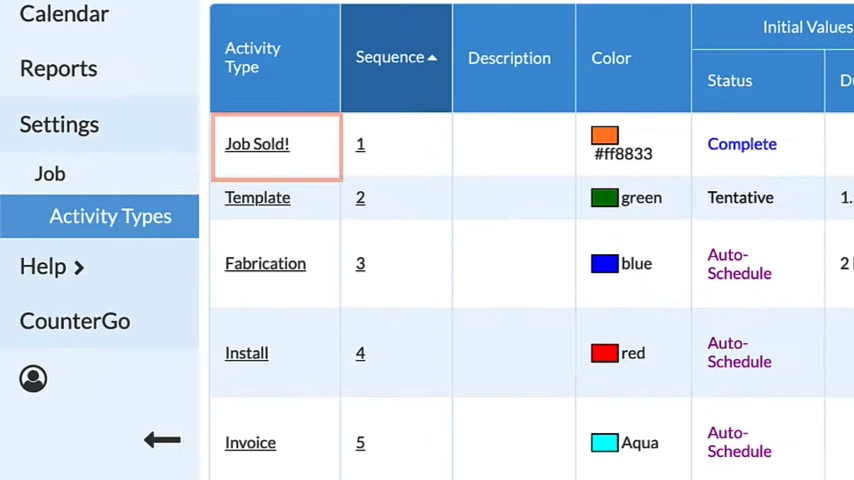 Calendar
Reports
Settings
Job
Activity Types
Help
CounterGo
Activity
Type
Sequence
Description
Color
Initial Values
Status
Job Sold!
1
#ff8833
Complete
Template
2
green
Tentative
1..
Fabrication
3
blue
Auto-
Schedule
2
Install
4
red
Auto-
Schedule
Invoice
5
Aqua
Auto-
Schedule